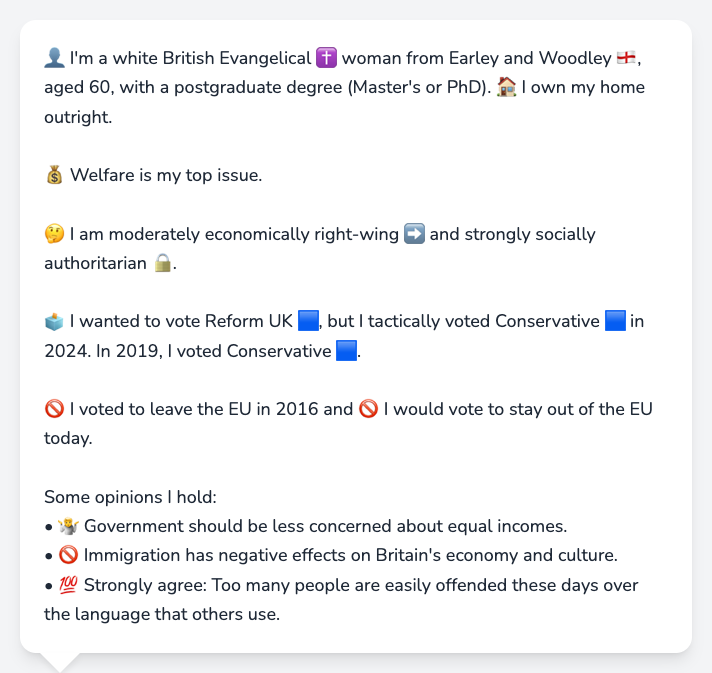 👤 I'm a white British Evangelical ✝️ woman from Earley and Woodley 🏴󠁧󠁢󠁥󠁮󠁧󠁿,
aged 60, with a postgraduate degree (Master's or PhD). 🏠 I own my home
outright.
💰 Welfare is my top issue.
🤔 I am moderately economically right-wing ➡️ and strongly socially
authoritarian 🔒.
🗳️ I wanted to vote Reform UK 🟦, but I tactically voted Conservative 🟦 in
2024. In 2019, I voted Conservative 🟦.
🚫 I voted to leave the EU in 2016 and 🚫 I would vote to stay out of the EU
today.
Some opinions I hold:
• 🤷 Government should be less concerned about equal incomes.
• 🚫 Immigration has negative effects on Britain's economy and culture.
• 💯 Strongly agree: Too many people are easily offended these days over
the language that others use.